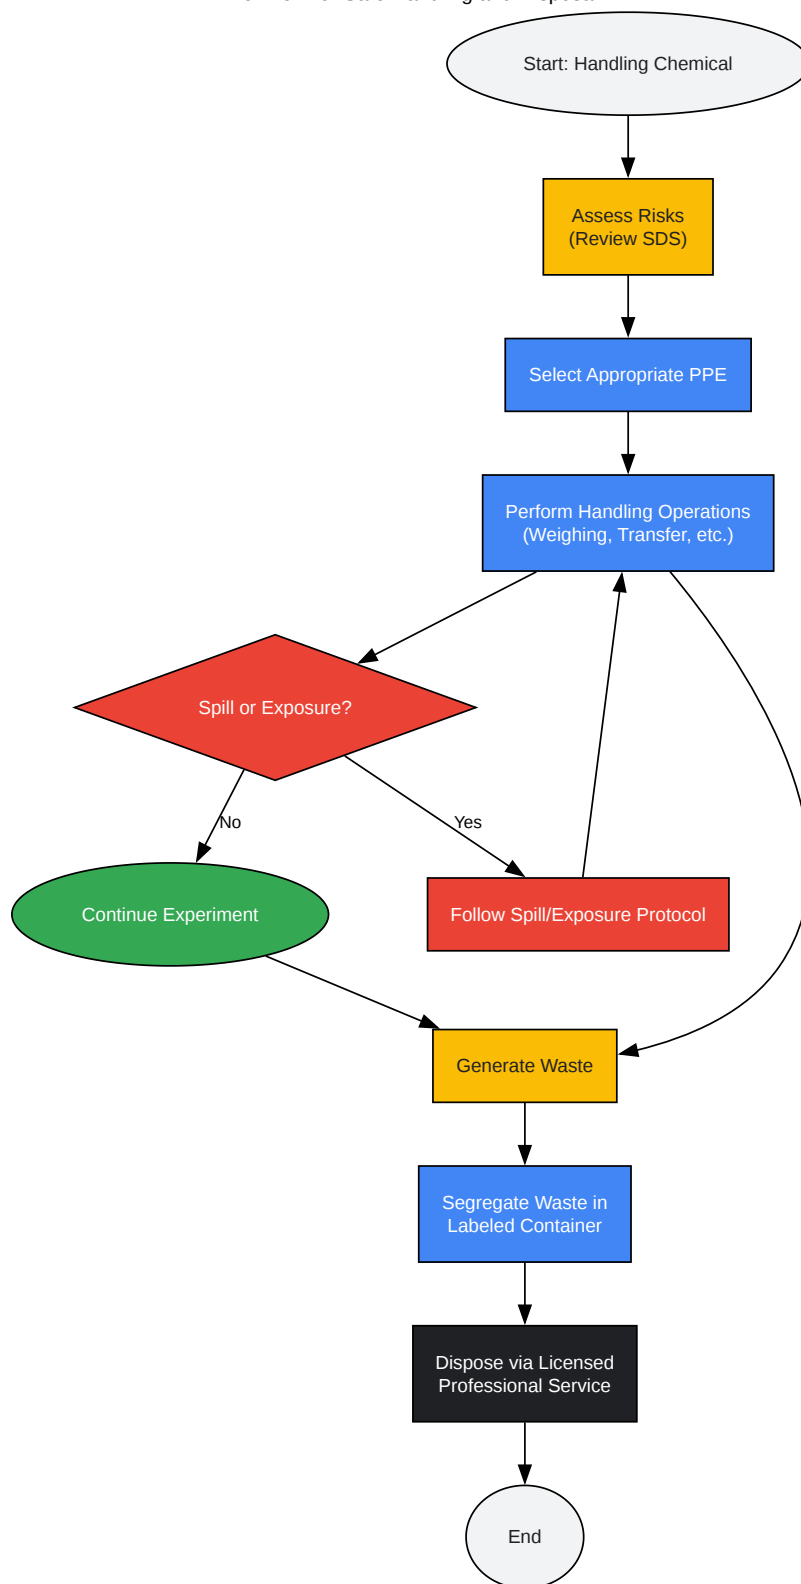 Start: Handling Chemical
Assess Risks
(Review SDS)
Select Appropriate PPE
Perform Handling Operations
(Weighing, Transfer, etc.)
Spill or Exposure?
No
Yes
Continue Experiment
Follow Spill/Exposure Protocol
Generate Waste
Segregate Waste in
Labeled Container
Dispose via Licensed
Professional Service
End